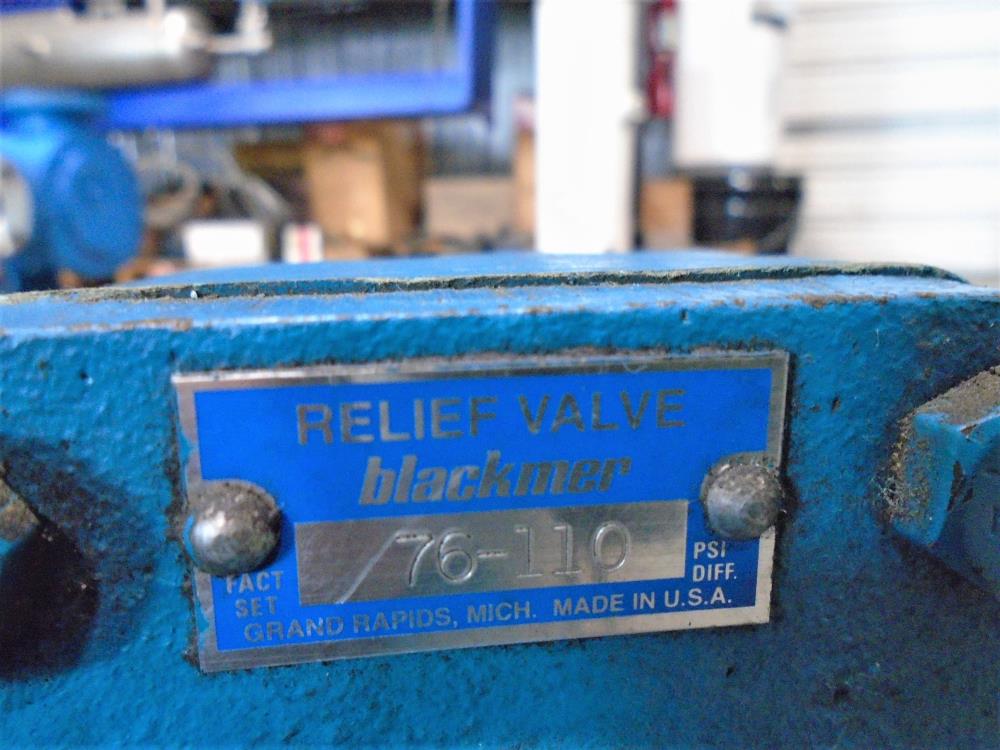 RELIEF VALVE
blackmer
FACT SET
76-110
PSI DIFF.
GRAND RAPIDS, MICH. MADE IN U.S.A.